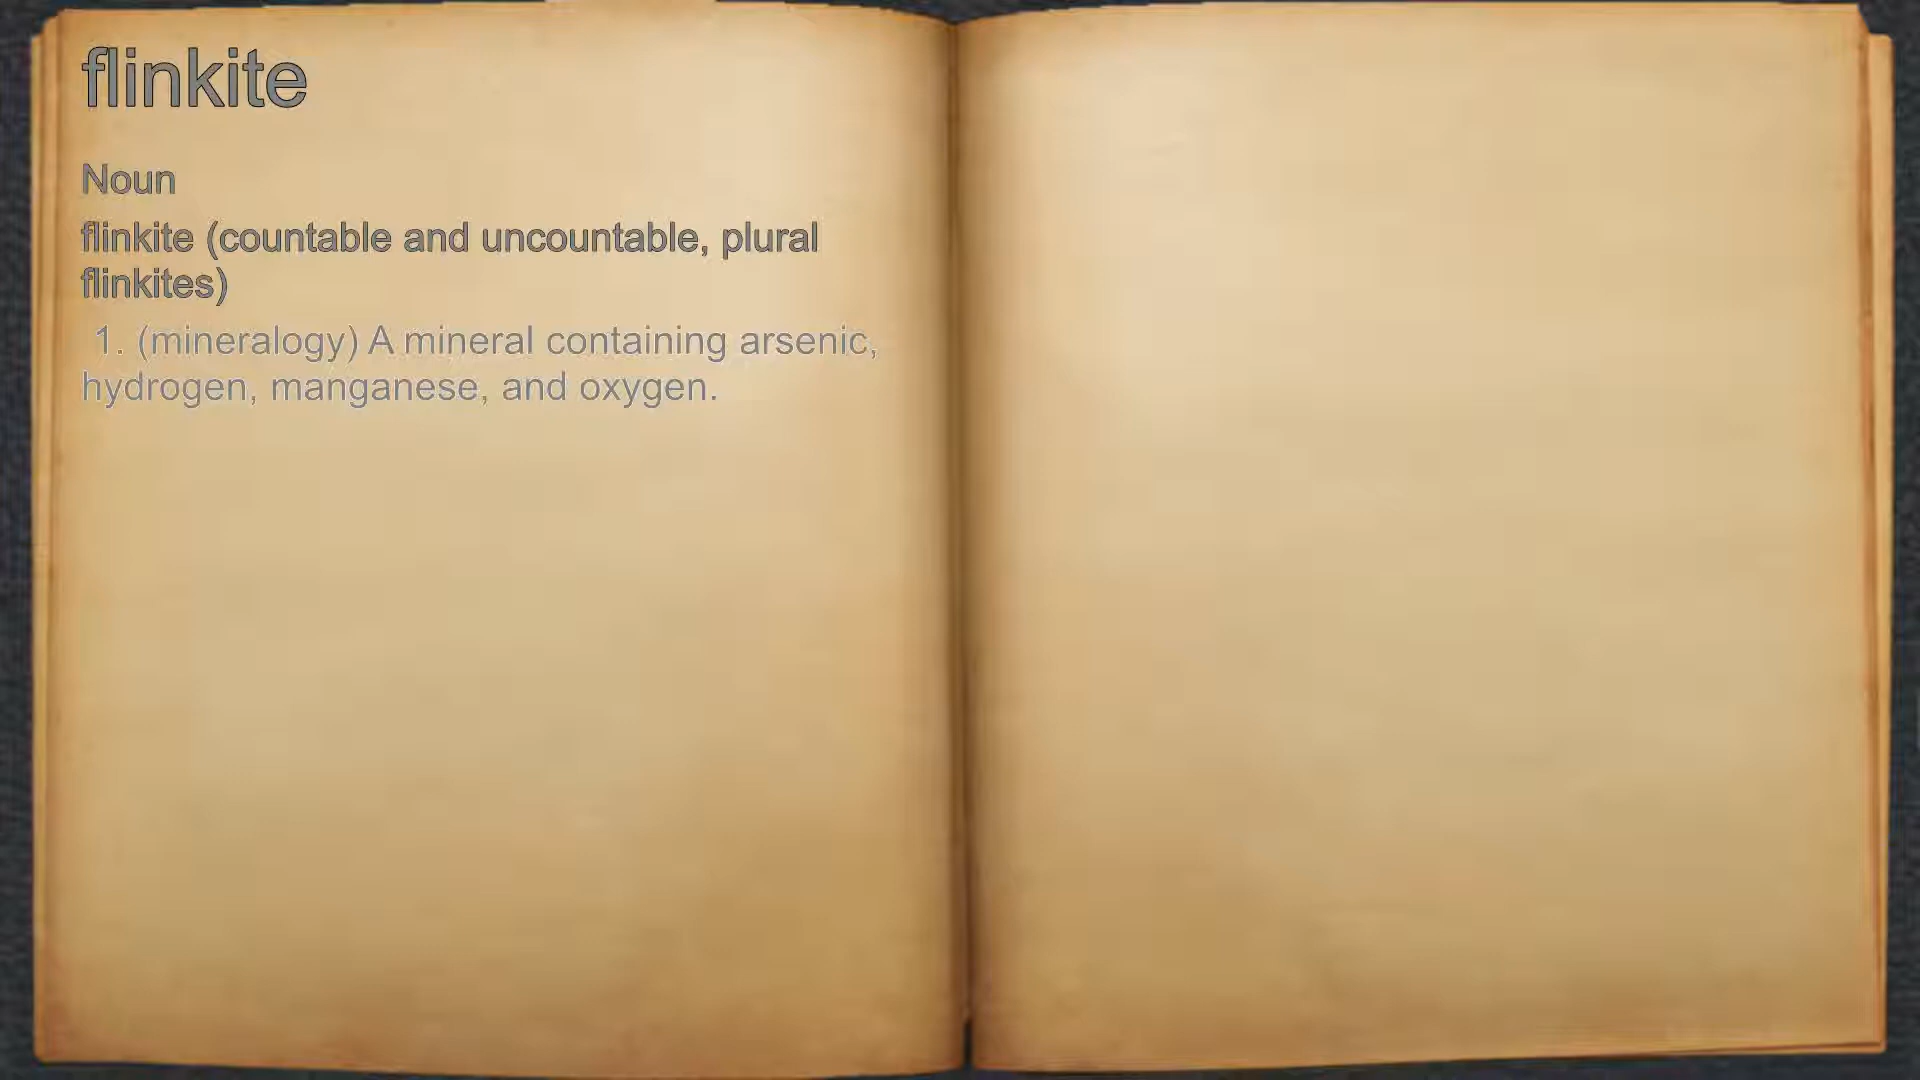 flinkite
Noun
flinkite (countable and uncountable, plural
flinkites)
1. (mineralogy) A mineral containing arsenic,
hydrogen, manganese, and oxygen.